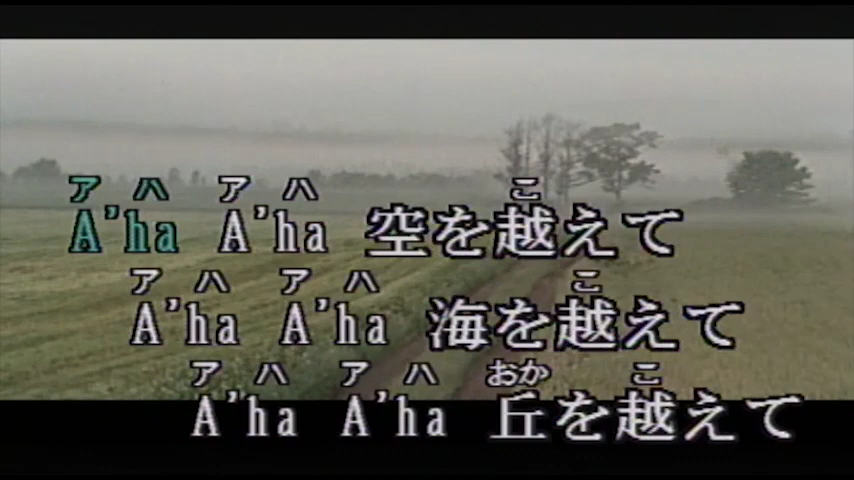 ア ハ ア ハ こ
A'ha A'ha 空を越えて
ア ハ ア ハ こ
A'ha A'ha 海を越えて
ア ハ ア ハ おか こ
A'ha A'ha 丘を越えて